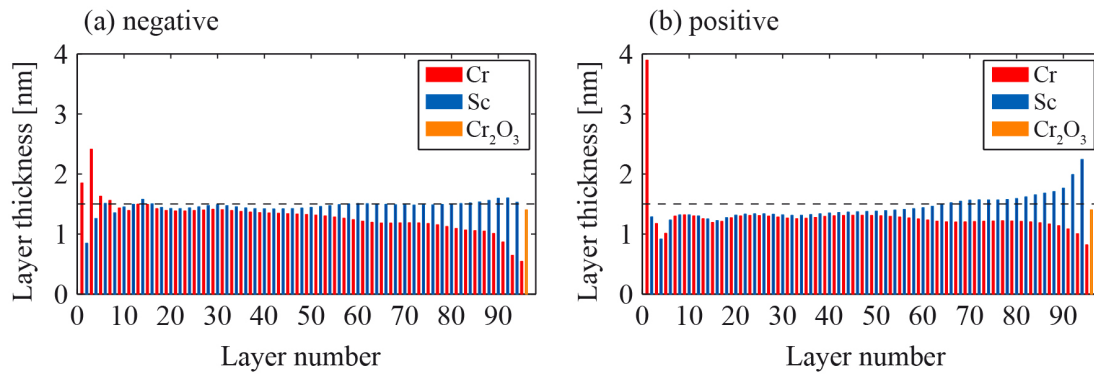 (a) negative
Layer thickness [nm]
4
3
2
1
0
Cr
Sc
Cr₂O₃
0 10 20 30 40 50 60 70 80 90
Layer number
(b) positive
Layer thickness [nm]
4
3
2
1
0
Cr
Sc
Cr₂O₃
0 10 20 30 40 50 60 70 80 90
Layer number